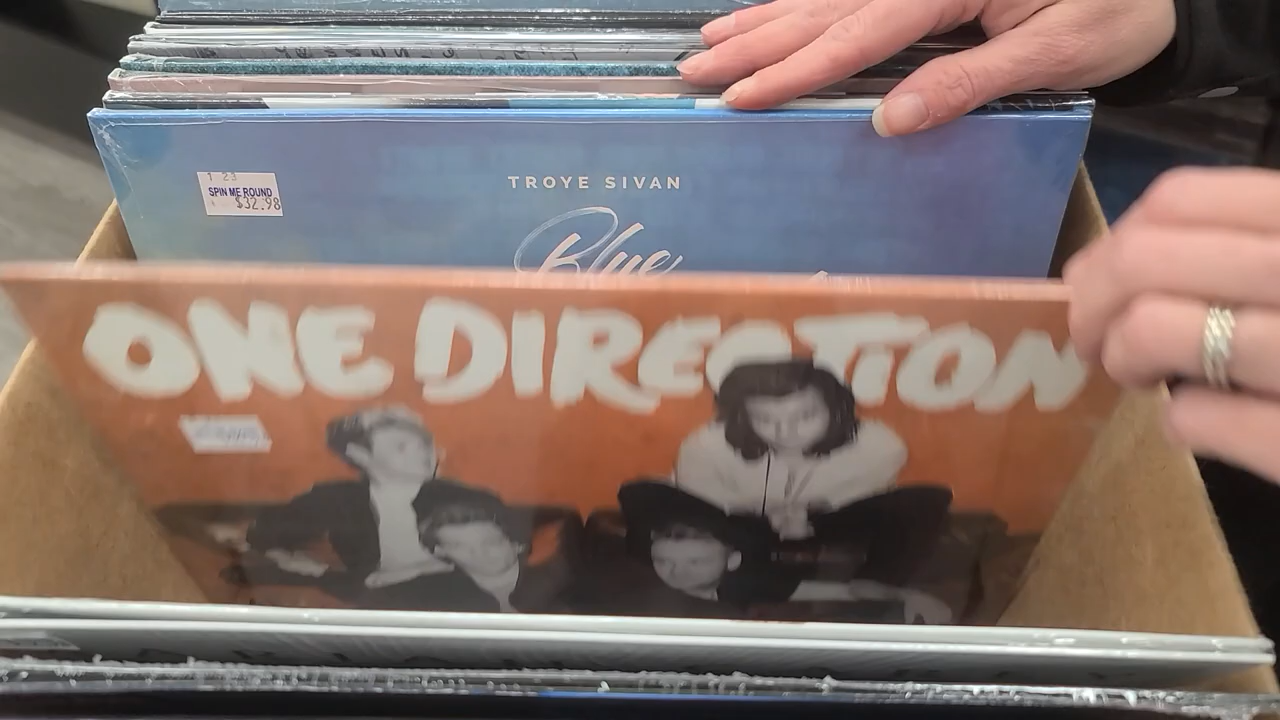 1 23
SPIN ME ROUND
$32.98
TROYE SIVAN
Blue
ONE DIRECTION